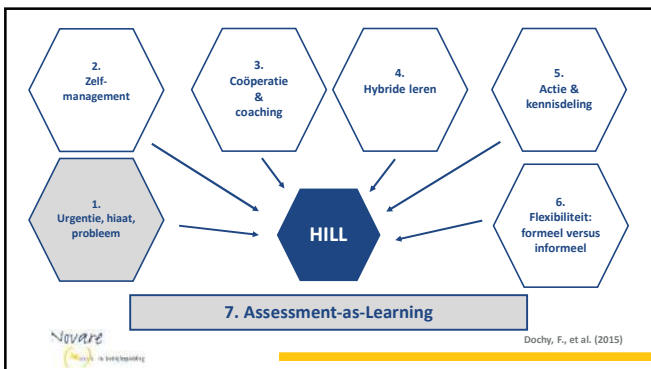 2.
Zelf-
management
3.
Coöperatie
&
coaching
4.
Hybride leren
5.
Actie &
kennisdeling
1.
Urgentie, hiaat,
probleem
HILL
6.
Flexibiliteit:
formeel versus
informeel
7. Assessment-as-Learning
Novare
Dochy, F., et al. (2015)